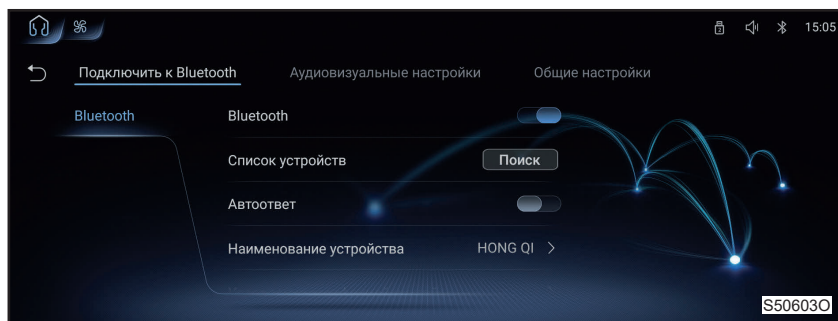 2 15:05
Подключить к Bluetooth Аудиовизуальные настройки Общие настройки
Bluetooth Bluetooth
Список устройств Поиск
Автоответ
Наименование устройства HONG QI
S50603O